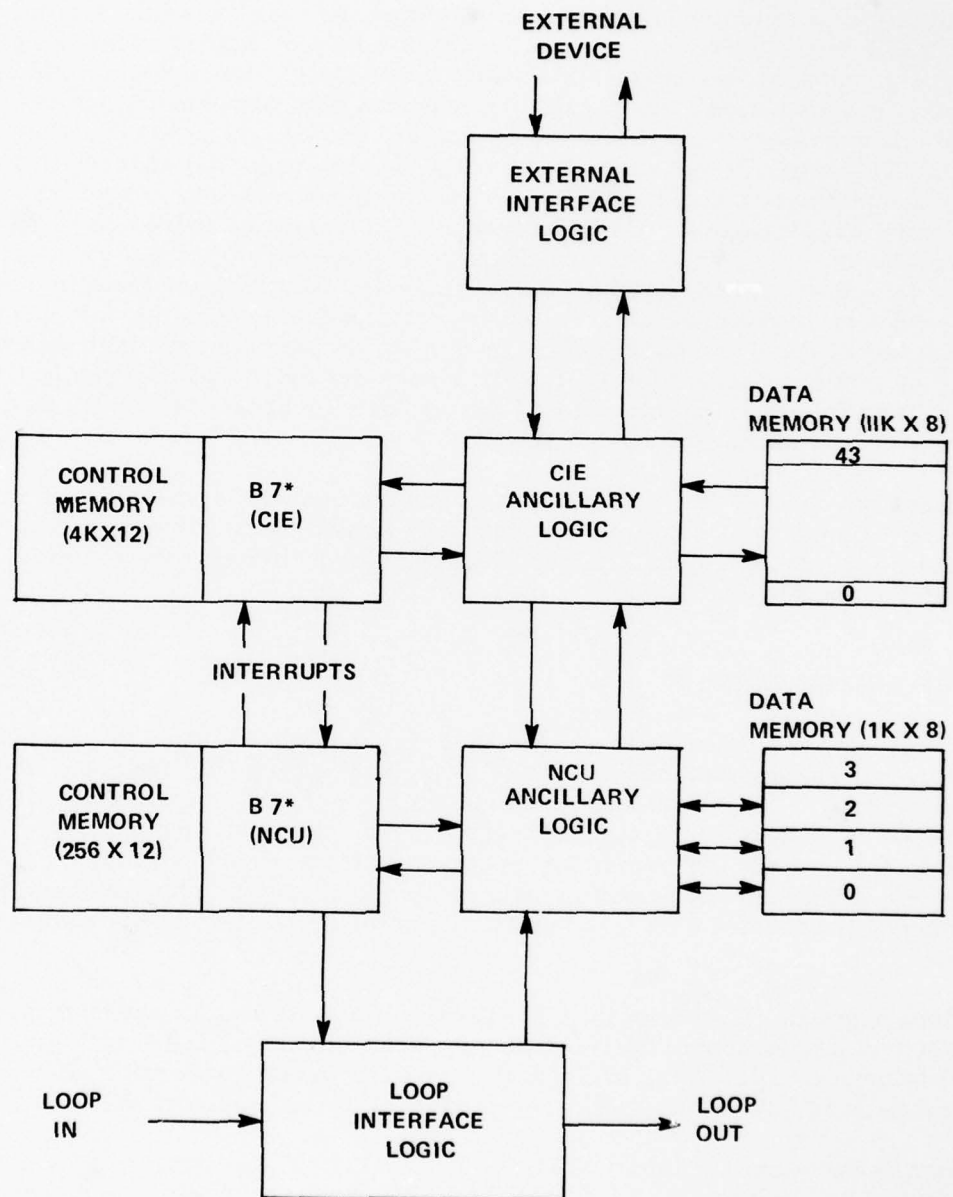 EXTERNAL
DEVICE
EXTERNAL
INTERFACE
LOGIC
DATA
MEMORY (IIK X 8)
43
0
CONTROL
MEMORY
(4KX12)
B 7*
(CIE)
CIE
ANCILLARY
LOGIC
INTERRUPTS
DATA
MEMORY (1K X 8)
3
2
1
0
CONTROL
MEMORY
(256 X 12)
B 7*
(NCU)
NCU
ANCILLARY
LOGIC
LOOP
IN
LOOP
INTERFACE
LOGIC
LOOP
OUT